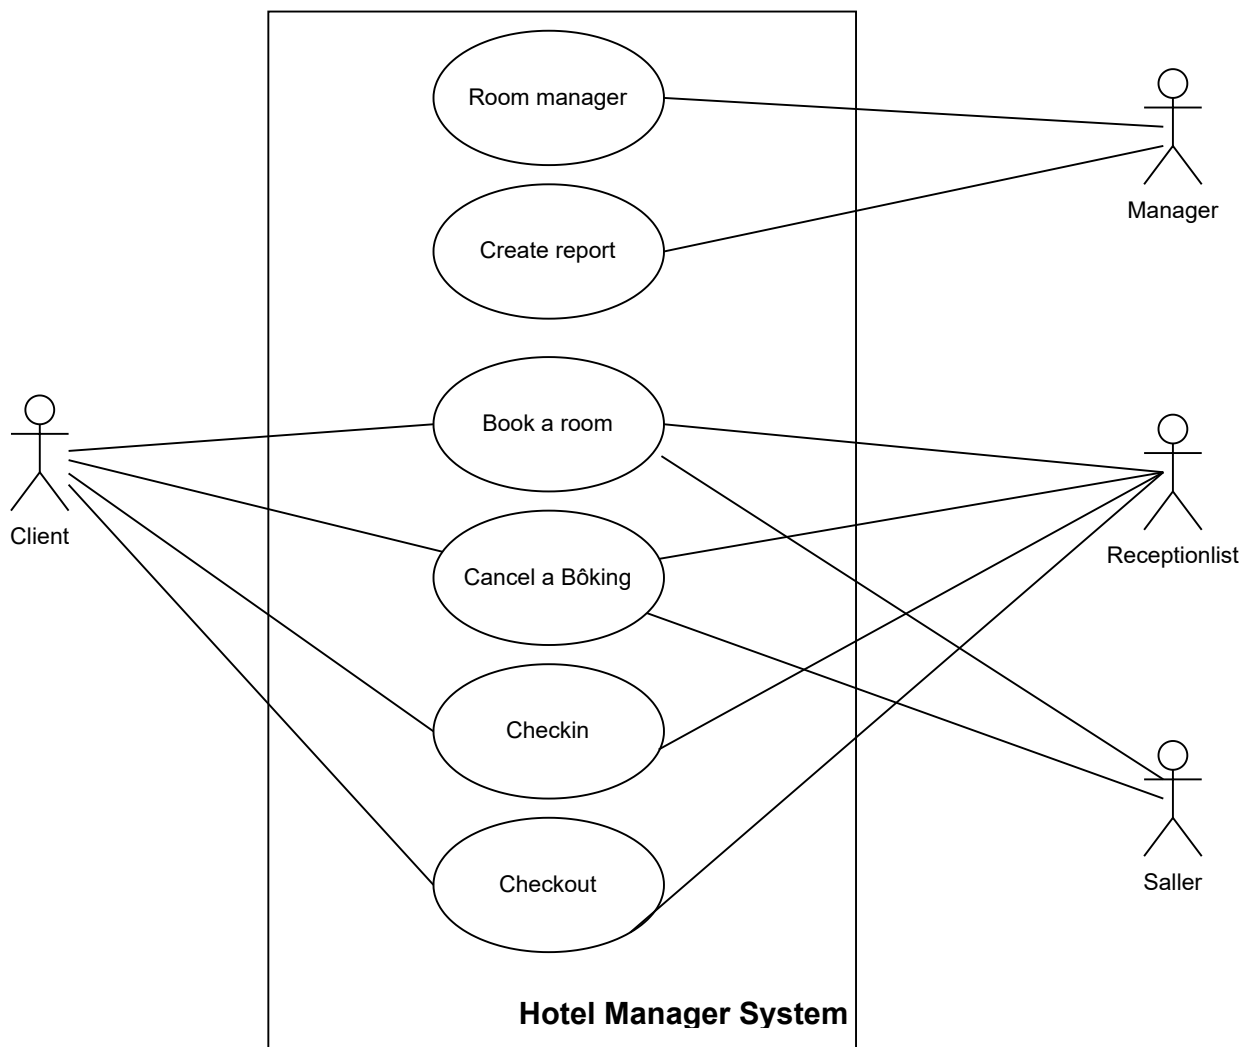 Room manager
Manager
Create report
Book a room
Client
Receptionlist
Cancel a Bôking
Checkin
Checkout
Saller
Hotel Manager System